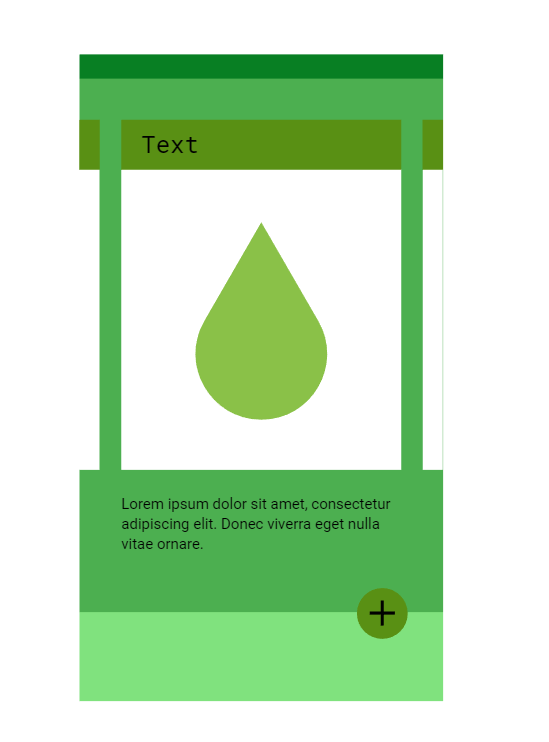 Text
Lorem ipsum dolor sit amet, consectetur
adipiscing elit. Donec viverra eget nulla
vitae ornare.